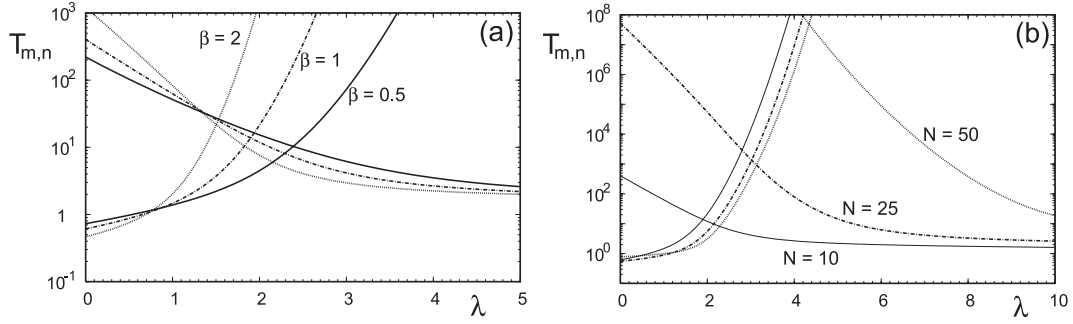 (a)
T_{m,n}
10^3
10^2
10^1
1
10^{-1}
β = 2
β = 1
β = 0.5
0 1 2 3 4 5
λ
(b)
T_{m,n}
10^8
10^6
10^4
10^2
10^0
N = 50
N = 25
N = 10
0 2 4 6 8 10
λ